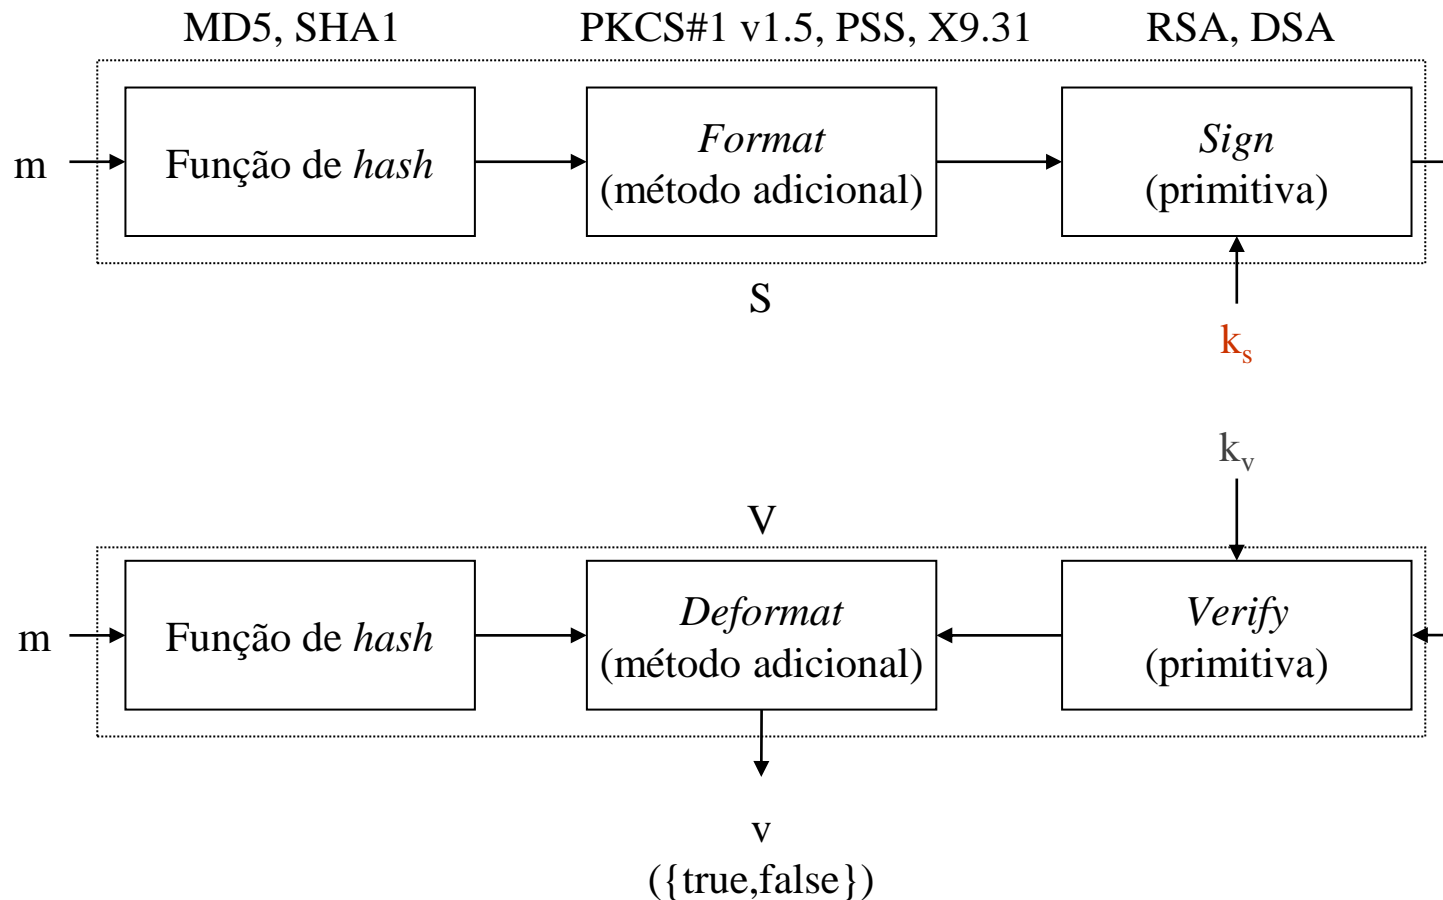 MD5, SHA1
PKCS#1 v1.5, PSS, X9.31
RSA, DSA
m
Função de hash
Format
(método adicional)
Sign
(primitiva)
S
ks
kv
V
m
Função de hash
Deformat
(método adicional)
Verify
(primitiva)
v
({true,false})